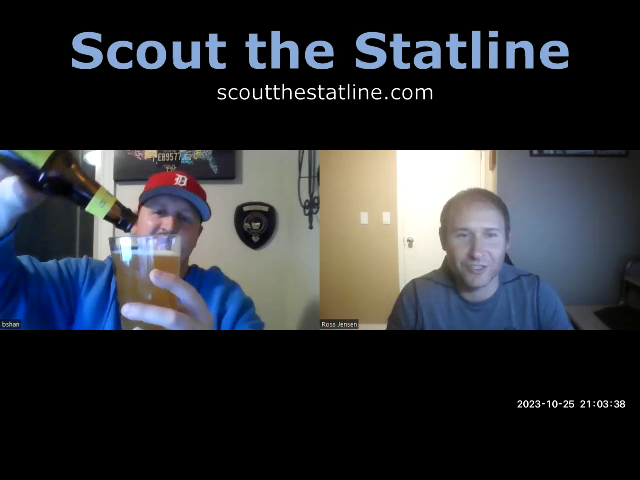 Scout the Statline
scoutthestatline.com
bshan
Ross Jensen
2023-10-25 21:03:38